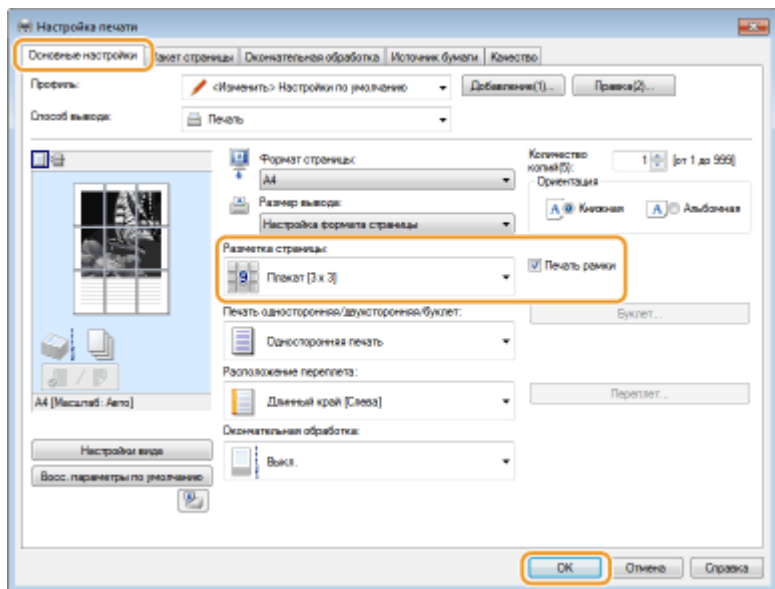 Настройка печати
Основные настройки Макет страницы Окончательная обработка Источник бумаги Качество
Профиль: <Изменить> Настройки по умолчанию Добавление(1)... Правка(2)...
Способ вывода: Печать
Формат страницы: Количество копий(5): 1 [от 1 до 999]
A4 Ориентация
Размер вывода: A Книжная A Альбомная
Настройка формата страницы
Разметка страницы:
9 Плакат [3 x 3] Печать рамки
Печать односторонняя/двухсторонняя/буклет: Буклет...
Односторонняя печать
Расположение переплета:
A4 [Масштаб: Авто] Длинный край [Слева] Переплет...
Окончательная обработка:
Настройки вида Выкл.
Восс. параметры по умолчанию
OK Отмена Справка